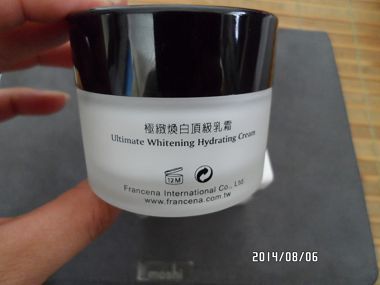 極緻煥白頂級乳霜
Ultimate Whitening Hydrating Cream
12M
Francena International Co., Ltd.
www.francena.com.tw
2014/08/06
moshi